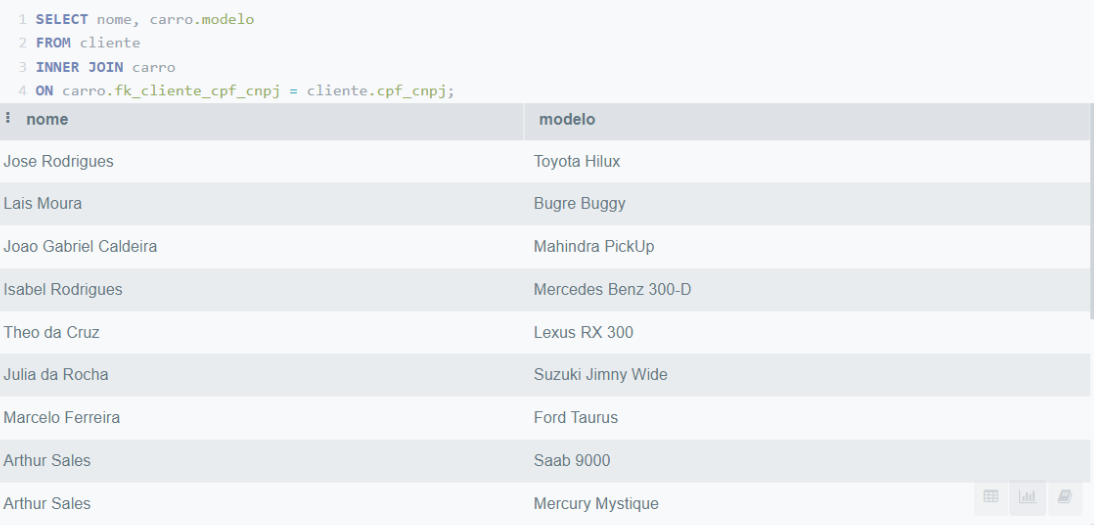 1 SELECT nome, carro.modelo
2 FROM cliente
3 INNER JOIN carro
4 ON carro.fk_cliente_cpf_cnpj = cliente.cpf_cnpj;
nome modelo
Jose Rodrigues Toyota Hilux
Lais Moura Bugre Buggy
Joao Gabriel Caldeira Mahindra PickUp
Isabel Rodrigues Mercedes Benz 300-D
Theo da Cruz Lexus RX 300
Julia da Rocha Suzuki Jimny Wide
Marcelo Ferreira Ford Taurus
Arthur Sales Saab 9000
Arthur Sales Mercury Mystique